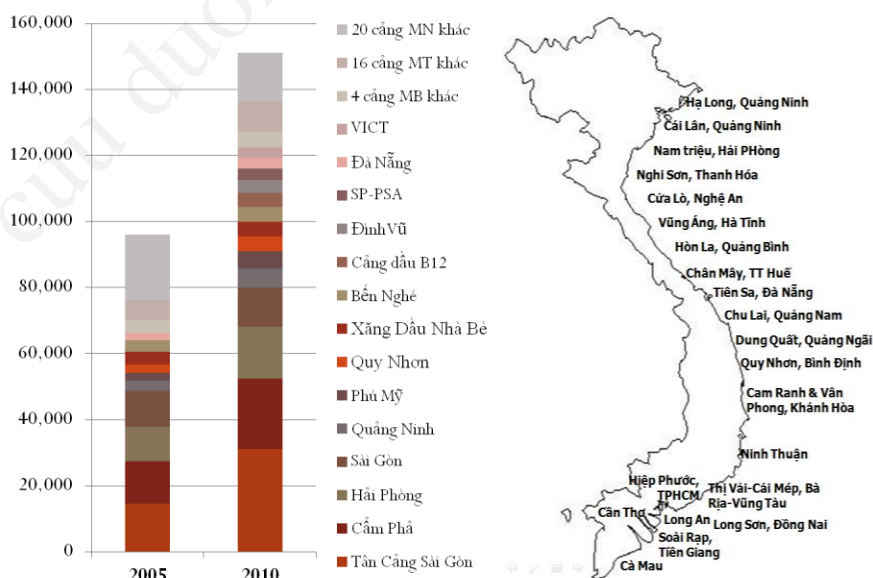 cuu duo
160,000
140,000
120,000
100,000
80,000
60,000
40,000
20,000
0
2005
2010
20 cảng MN khác
16 cảng MT khác
4 cảng MB khác
VICT
Đà Nẵng
SP-PSA
Đình Vũ
Cảng dầu B12
Bến Nghé
Xăng Dầu Nhà Bè
Quy Nhơn
Phú Mỹ
Quảng Ninh
Sài Gòn
Hải Phòng
Cẩm Phả
Tân Cảng Sài Gòn
Hạ Long, Quảng Ninh
Cái Lân, Quảng Ninh
Nam triệu, Hải PHòng
Nghi Sơn, Thanh Hóa
Cửa Lò, Nghệ An
Vũng Áng, Hà Tĩnh
Hòn La, Quảng Bình
Chân Mây, TT Huế
Tiên Sa, Đà Nẵng
Chu Lai, Quảng Nam
Dung Quất, Quảng Ngãi
Quy Nhơn, Bình Định
Cam Ranh & Vân
Phong, Khánh Hòa
Ninh Thuận
Hiệp Phước,
TPHCM
Thị Vải-Cái Mép, Bà
Rịa-Vũng Tàu
Cần Thơ
Long An
Long Sơn, Đồng Nai
Soài Rạp,
Tiền Giang
Cà Mau